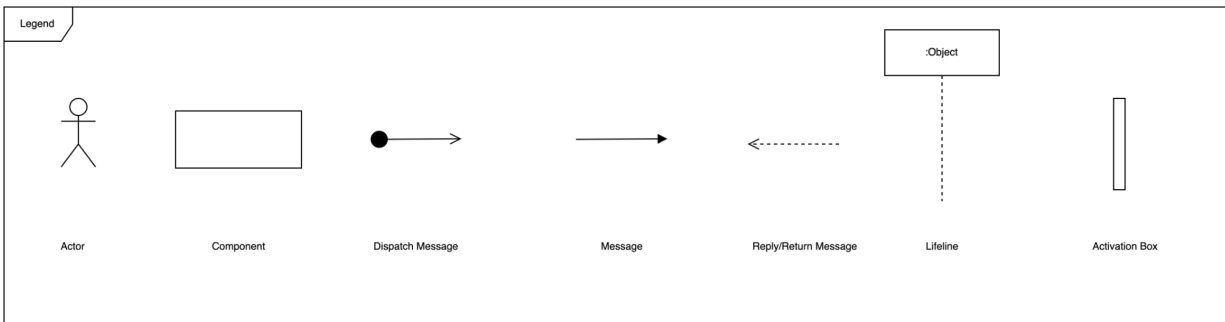 Legend
:Object
Actor
Component
Dispatch Message
Message
Reply/Return Message
Lifeline
Activation Box